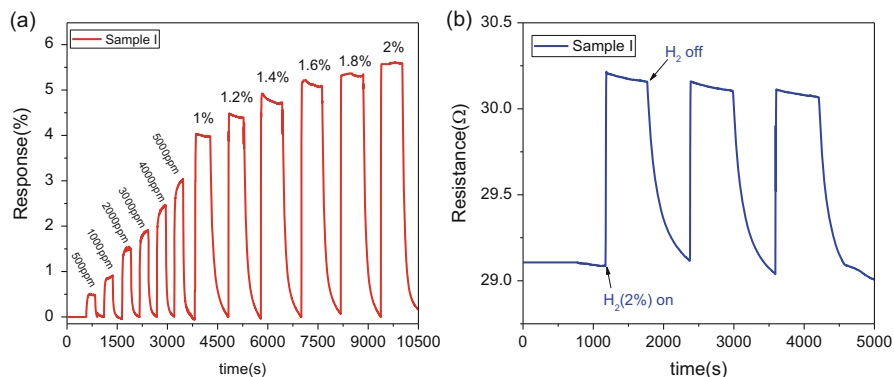 (a)
Sample I
Response(%)
6
5
4
3
2
1
0
500ppm
1000ppm
2000ppm
3000ppm
4000ppm
5000ppm
1%
1.2%
1.4%
1.6%
1.8%
2%
0 1500 3000 4500 6000 7500 9000 10500
time(s)
(b)
Sample I
Resistance(Ω)
30.5
30.0
29.5
29.0
H₂ off
H₂(2%) on
0 1000 2000 3000 4000 5000
time(s)